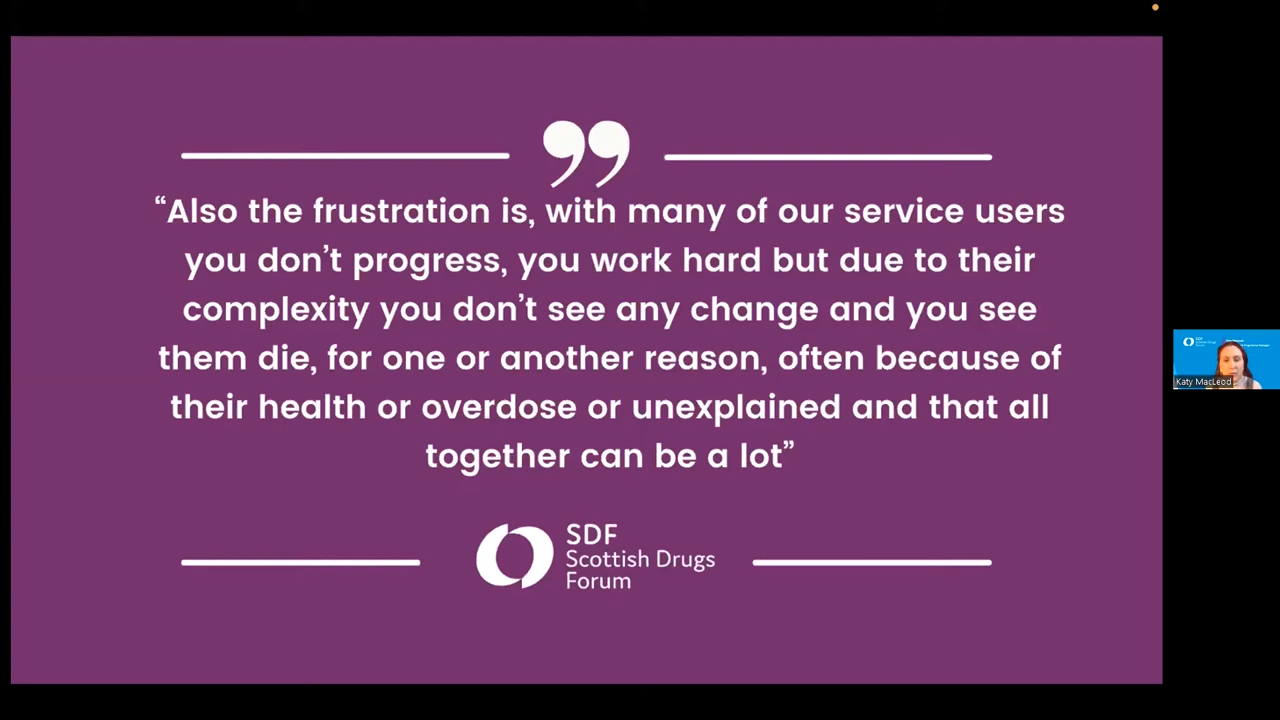 “Also the frustration is, with many of our service users
you don’t progress, you work hard but due to their
complexity you don’t see any change and you see
them die, for one or another reason, often because of
their health or overdose or unexplained and that all
together can be a lot”
SDF
Scottish Drugs
Forum
Katy MacLeod